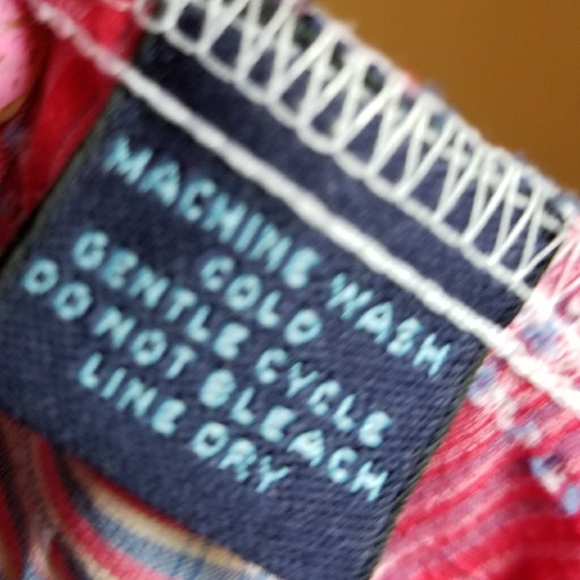 MACHINE WASH
COLD
GENTLE CYCLE
DO NOT BLEACH
LINE DRY